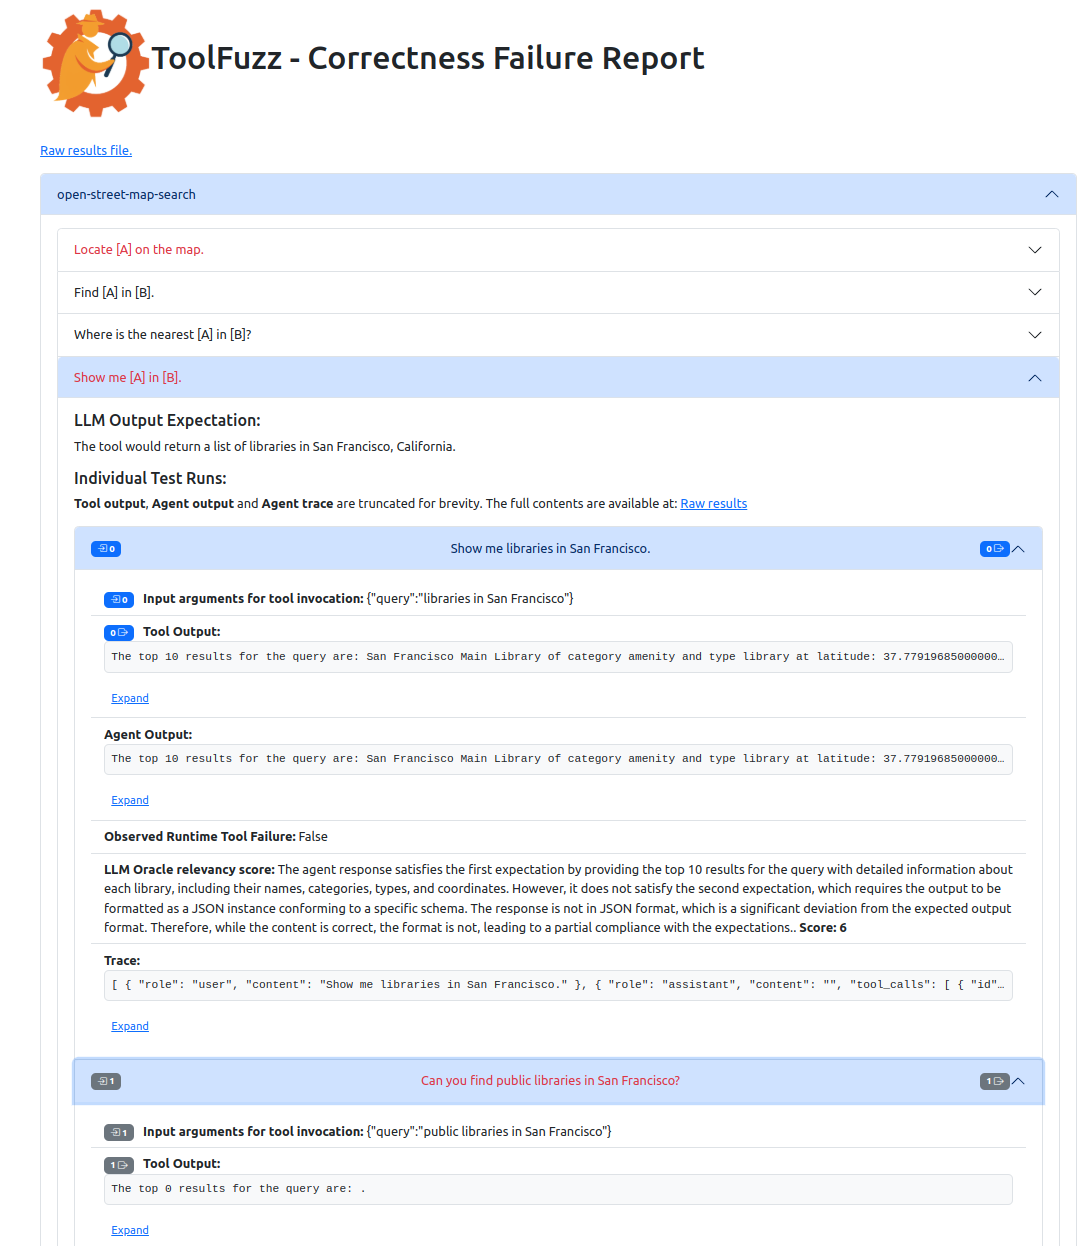 ToolFuzz - Correctness Failure Report
Raw results file.
open-street-map-search
Locate [A] on the map.
Find [A] in [B].
Where is the nearest [A] in [B]?
Show me [A] in [B].
LLM Output Expectation:
The tool would return a list of libraries in San Francisco, California.
Individual Test Runs:
Tool output, Agent output and Agent trace are truncated for brevity. The full contents are available at: Raw results
0 Show me libraries in San Francisco. 0
0 Input arguments for tool invocation: {"query":"libraries in San Francisco"}
0 Tool Output:
The top 10 results for the query are: San Francisco Main Library of category amenity and type library at latitude: 37.77919685000000…
Expand
Agent Output:
The top 10 results for the query are: San Francisco Main Library of category amenity and type library at latitude: 37.77919685000000…
Expand
Observed Runtime Tool Failure: False
LLM Oracle relevancy score: The agent response satisfies the first expectation by providing the top 10 results for the query with detailed information about
each library, including their names, categories, types, and coordinates. However, it does not satisfy the second expectation, which requires the output to be
formatted as a JSON instance conforming to a specific schema. The response is not in JSON format, which is a significant deviation from the expected output
format. Therefore, while the content is correct, the format is not, leading to a partial compliance with the expectations.. Score: 6
Trace:
[ { "role": "user", "content": "Show me libraries in San Francisco." }, { "role": "assistant", "content": "", "tool_calls": [ { "id"…
Expand
1 Can you find public libraries in San Francisco? 1
1 Input arguments for tool invocation: {"query":"public libraries in San Francisco"}
1 Tool Output:
The top 0 results for the query are: .
Expand